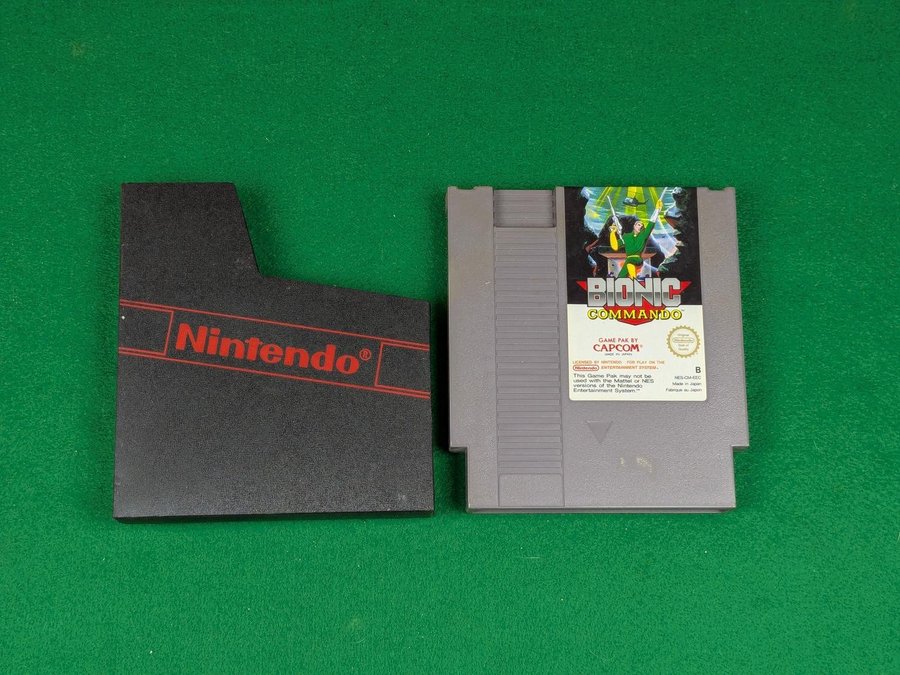 Nintendo®
BIONIC
COMMANDO
GAME PAK BY
CAPCOM®
MADE IN JAPAN
LICENSED BY NINTENDO FOR PLAY ON THE
Nintendo ENTERTAINMENT SYSTEM
This Game Pak may not be
used with the Mattel or NES
versions of the Nintendo
Entertainment System.™
Nintendo
B
NES-CM-EEC
Made in Japan
Fabriqué au Japon